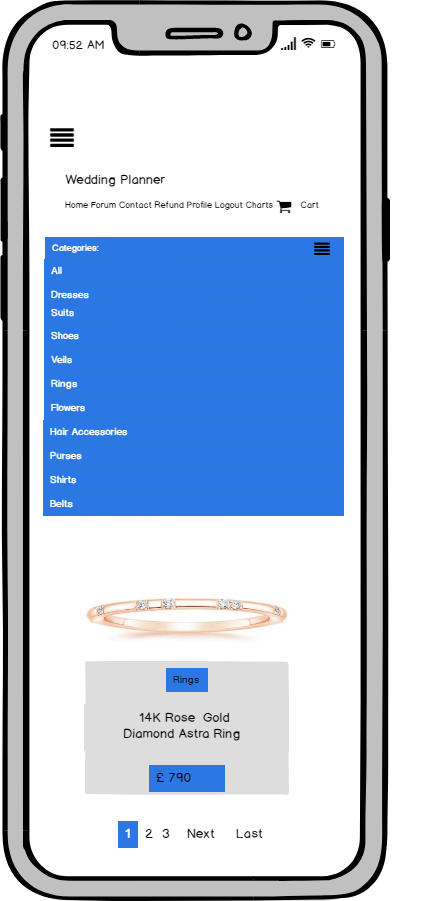 09:52 AM
Wedding Planner
Home Forum Contact Refund Profile Logout Charts Cart
Categories:
All
Dresses
Suits
Shoes
Veils
Rings
Flowers
Hair Accessories
Purses
Shirts
Belts
Rings
14K Rose Gold
Diamond Astra Ring
£ 790
1 2 3 Next Last